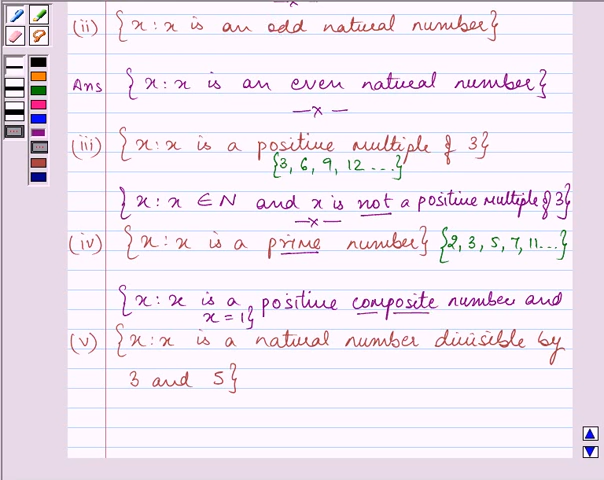 (ii) {x : x is an odd natural number}
Ans {x : x is an even natural number}
—x—
(iii) {x : x is a positive multiple of 3}
{3, 6, 9, 12 ...}
{x : x ∈ N and x is not a positive multiple of 3}
—x—
(iv) {x : x is a prime number} {2, 3, 5, 7, 11 ...}
{x : x is a positive composite number and
x = 1}
(v) {x : x is a natural number divisible by
3 and 5}